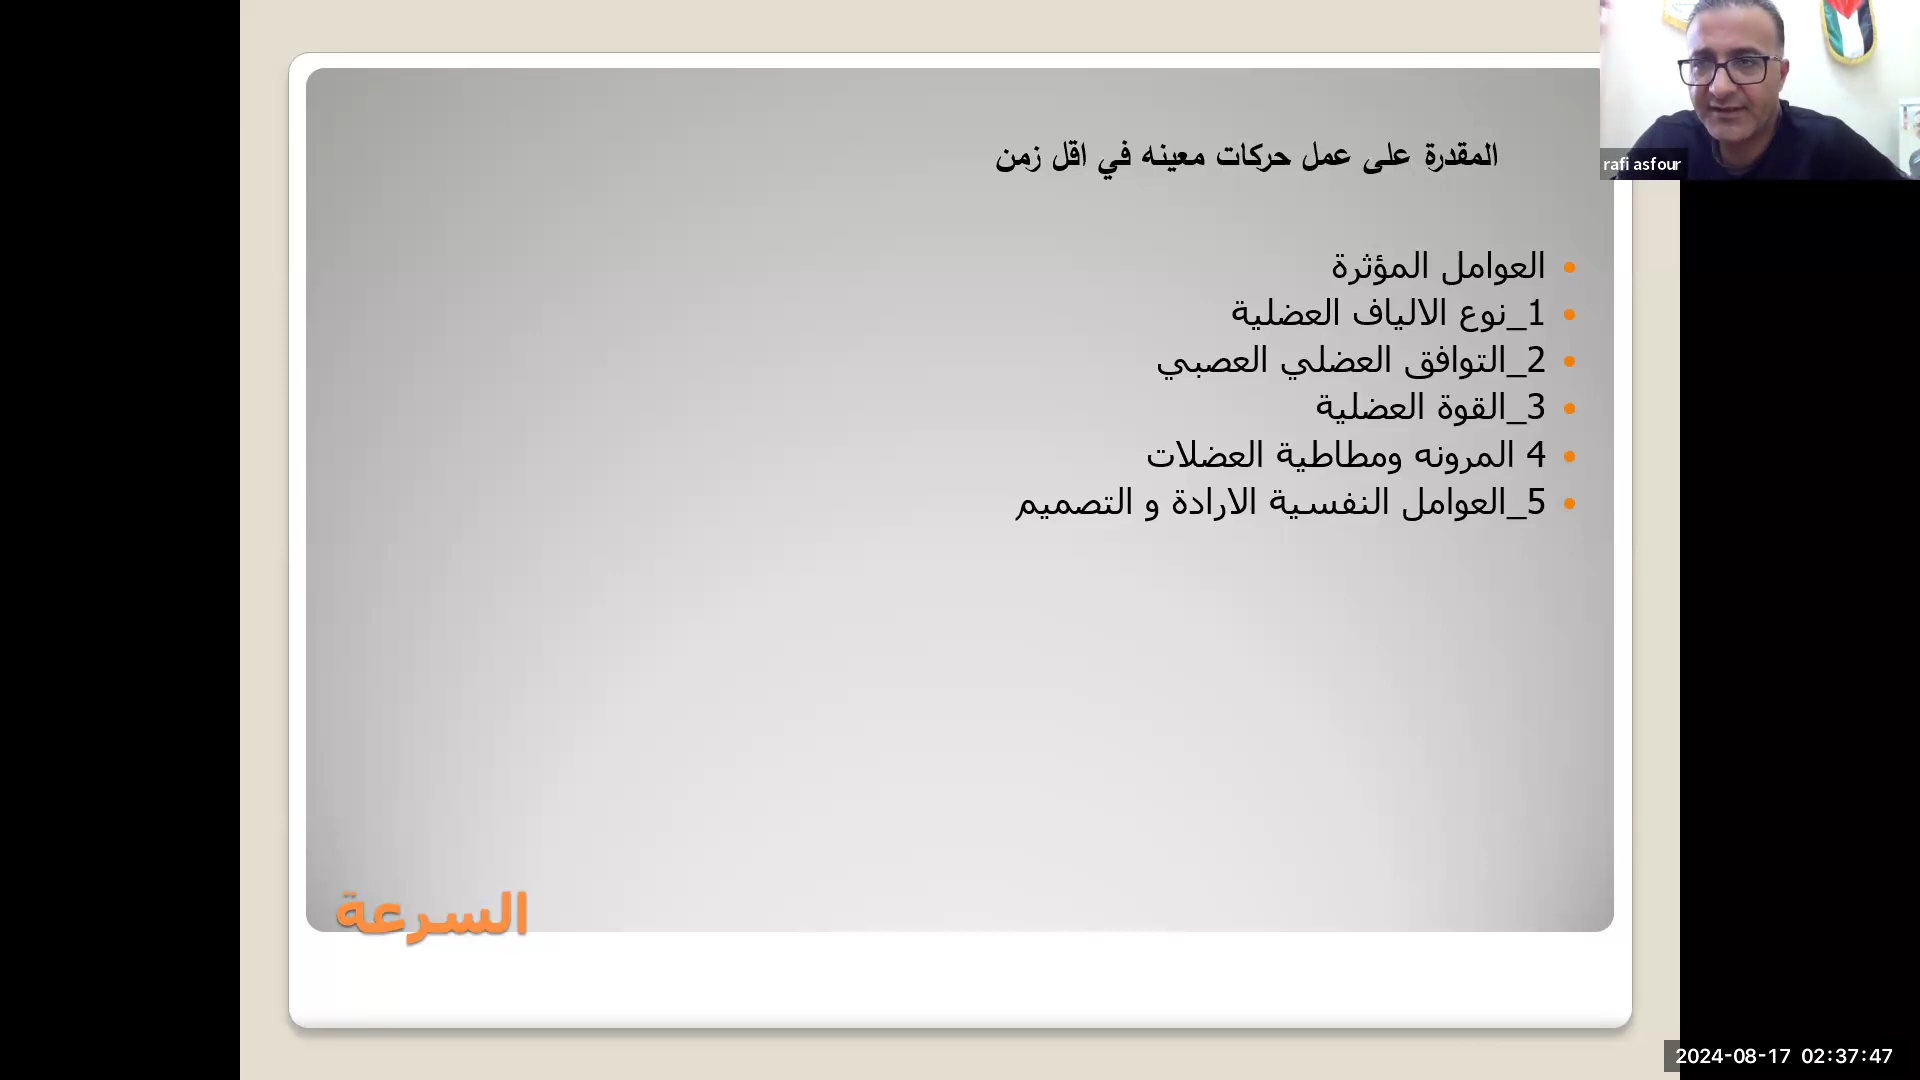 المقدرة على عمل حركات معينه في اقل زمن
العوامل المؤثرة
1_نوع الالياف العضلية
2_التوافق العضلي العصبي
3_القوة العضلية
4 المرونه ومطاطية العضلات
5_العوامل النفسية الارادة و التصميم
السرعة
rafi asfour
2024-08-17 02:37:47